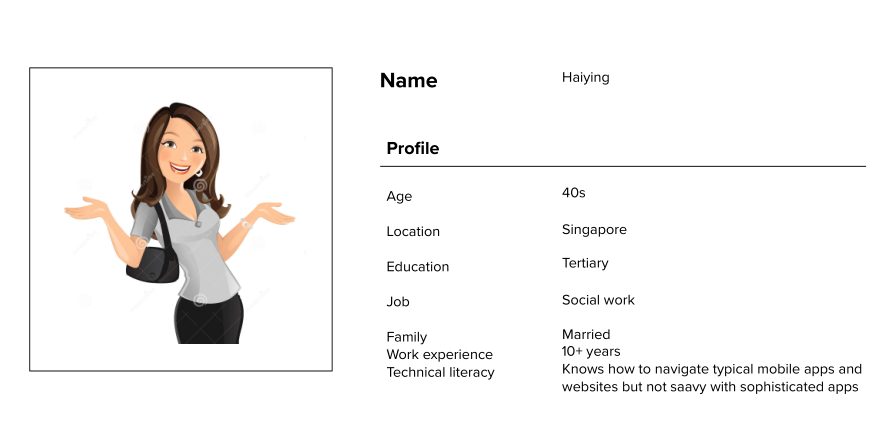 Name
Haiying
Profile
Age
40s
Location
Singapore
Education
Tertiary
Job
Social work
Family
Married
Work experience
10+ years
Technical literacy
Knows how to navigate typical mobile apps and
websites but not saavy with sophisticated apps